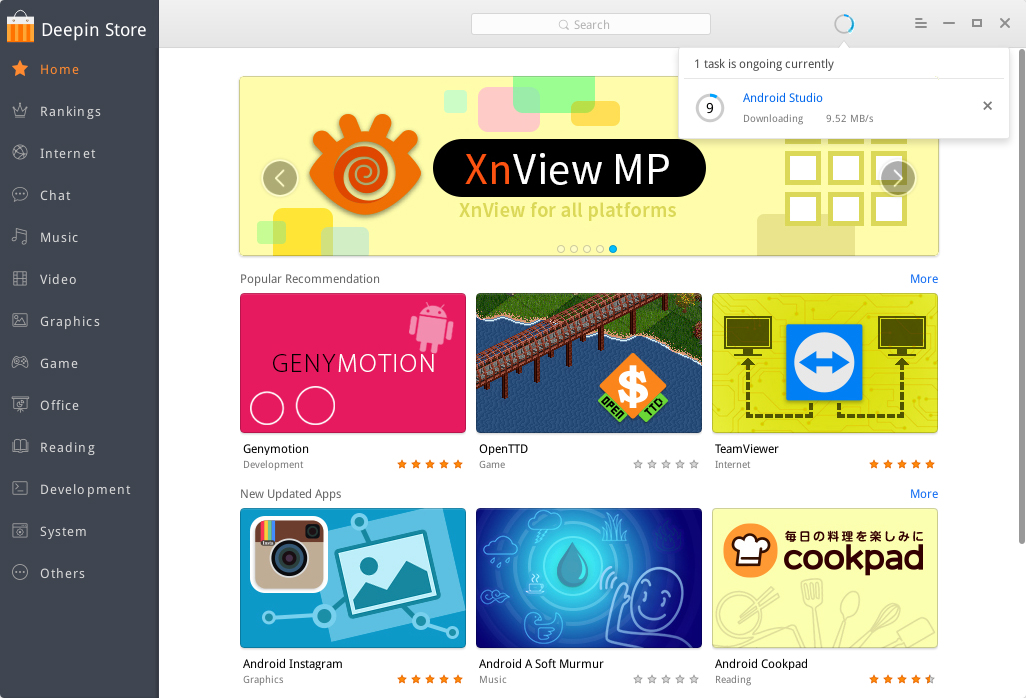 Deepin Store
Search
Home
Rankings
Internet
Chat
Music
Video
Graphics
Game
Office
Reading
Development
System
Others
1 task is ongoing currently
9
Android Studio
Downloading 9.52 MB/s
XnView MP
XnView for all platforms
Popular Recommendation More
GENYMOTION
$
OPEN TTD
Genymotion
Development
OpenTTD
Game
TeamViewer
Internet
New Updated Apps More
毎日の料理を楽しみに
cookpad
Android Instagram
Graphics
Android A Soft Murmur
Music
Android Cookpad
Reading